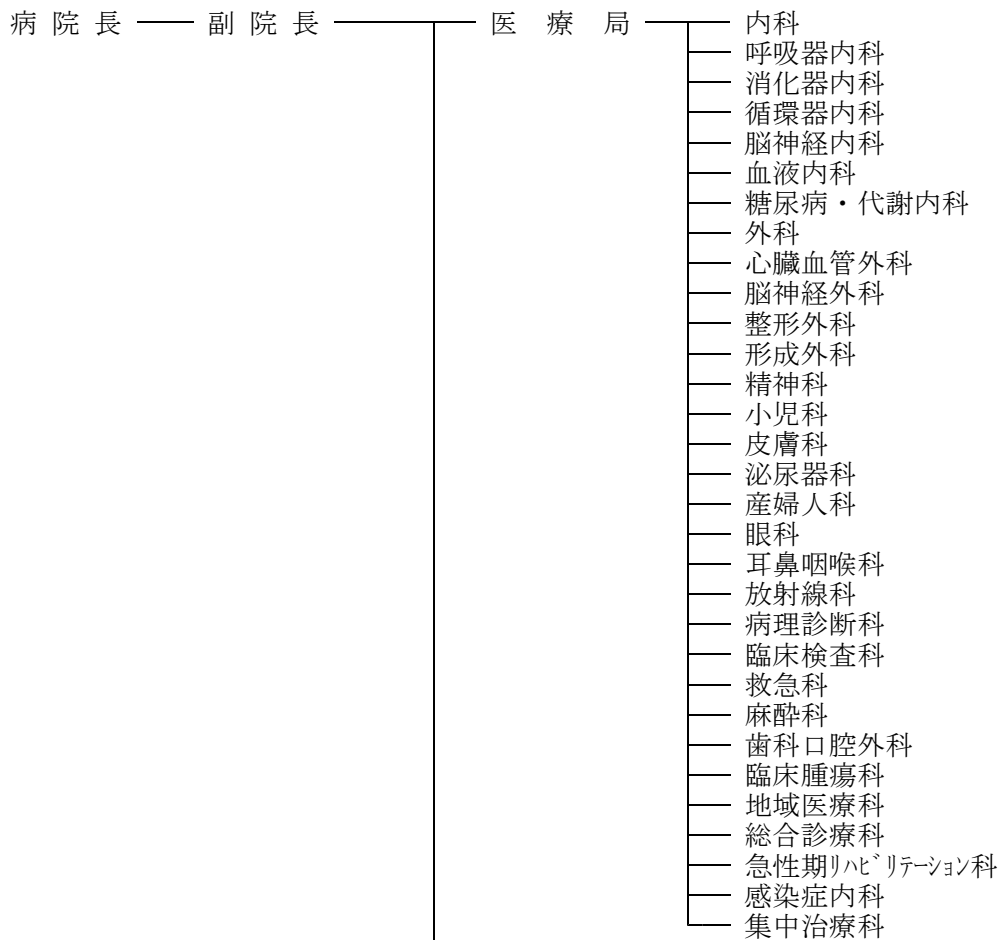 病院長 副院長 医療局 内科
呼吸器内科
消化器内科
循環器内科
脳神経内科
血液内科
糖尿病・代謝内科
外科
心臓血管外科
脳神経外科
整形外科
形成外科
精神科
小児科
皮膚科
泌尿器科
産婦人科
眼科
耳鼻咽喉科
放射線科
病理診断科
臨床検査科
救急科
麻酔科
歯科口腔外科
臨床腫瘍科
地域医療科
総合診療科
急性期ﾘﾊﾋﾞﾘﾃｰｼｮﾝ科
感染症内科
集中治療科